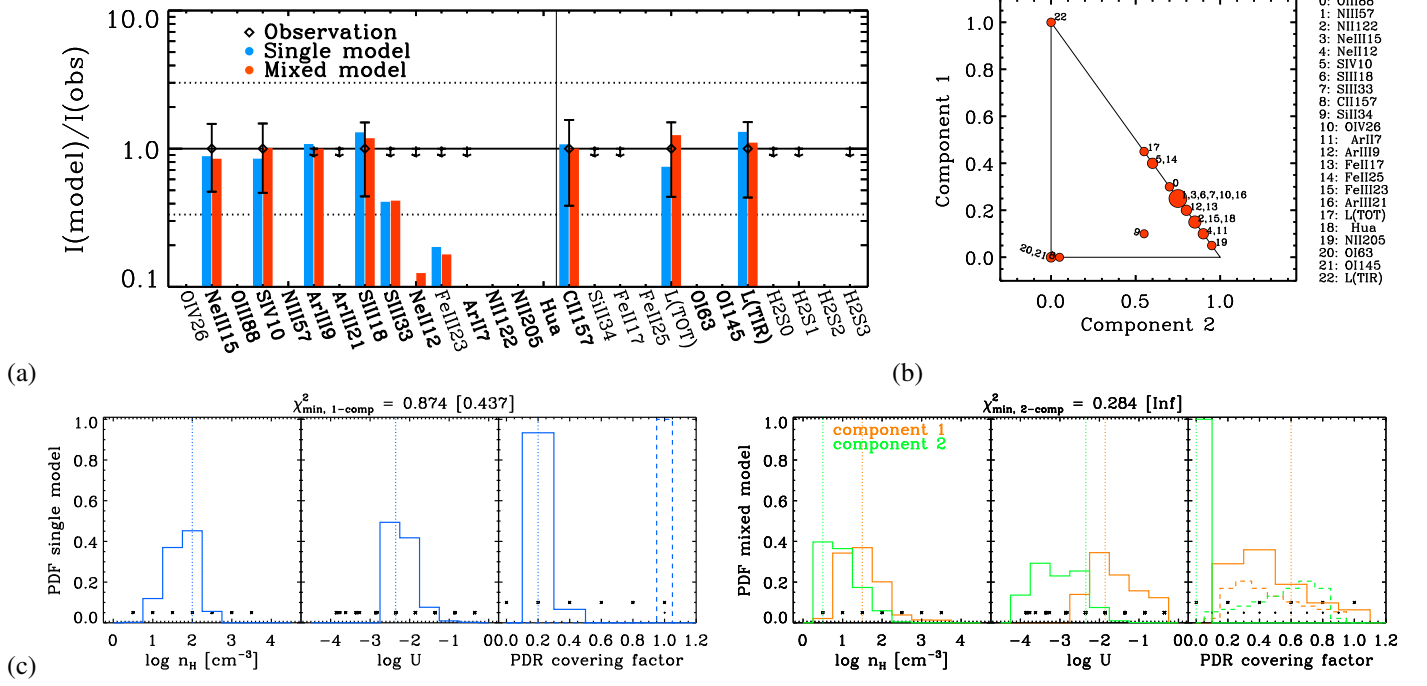 10.0
1.0
0.1
I(model)/I(obs)
Observation
Single model
Mixed model
OIV26
NeIII15
OIII88
SIV10
NIII57
ArIII9
ArIII21
SIII18
SIII33
NeII12
FeIII23
ArII7
NII122
NII205
Hua
CII157
SiII34
FeII17
FeII25
L(TOT)
OI63
OI145
L(TIR)
H2S0
H2S1
H2S2
H2S3
(a)
1.0
0.8
0.6
0.4
0.2
0.0
Component 1
22
17
5,14
0
1,3,6,7,10,16
12,13
2,15,18
4,11
9
19
20,21,8
0.0 0.5 1.0
Component 2
0: OIII88
1: NIII57
2: NII122
3: NeIII15
4: NeII12
5: SIV10
6: SIII18
7: SIII33
8: CII157
9: SiII34
10: OIV26
11: ArII7
12: ArIII9
13: FeII17
14: FeII25
15: FeIII23
16: ArIII21
17: L(TOT)
18: Hua
19: NII205
20: OI63
21: OI145
22: L(TIR)
(b)
χ²min, 1-comp = 0.874 [0.437]
1.0
0.8
0.6
0.4
0.2
0.0
PDF single model
0 1 2 3 4
log nH [cm⁻³]
−4 −3 −2 −1
log U
0.0 0.2 0.4 0.6 0.8 1.0 1.2
PDR covering factor
χ²min, 2-comp = 0.284 [Inf]
component 1
component 2
1.0
0.8
0.6
0.4
0.2
0.0
PDF mixed model
0 1 2 3 4
log nH [cm⁻³]
−4 −3 −2 −1
log U
0.0 0.2 0.4 0.6 0.8 1.0 1.2
PDR covering factor
(c)